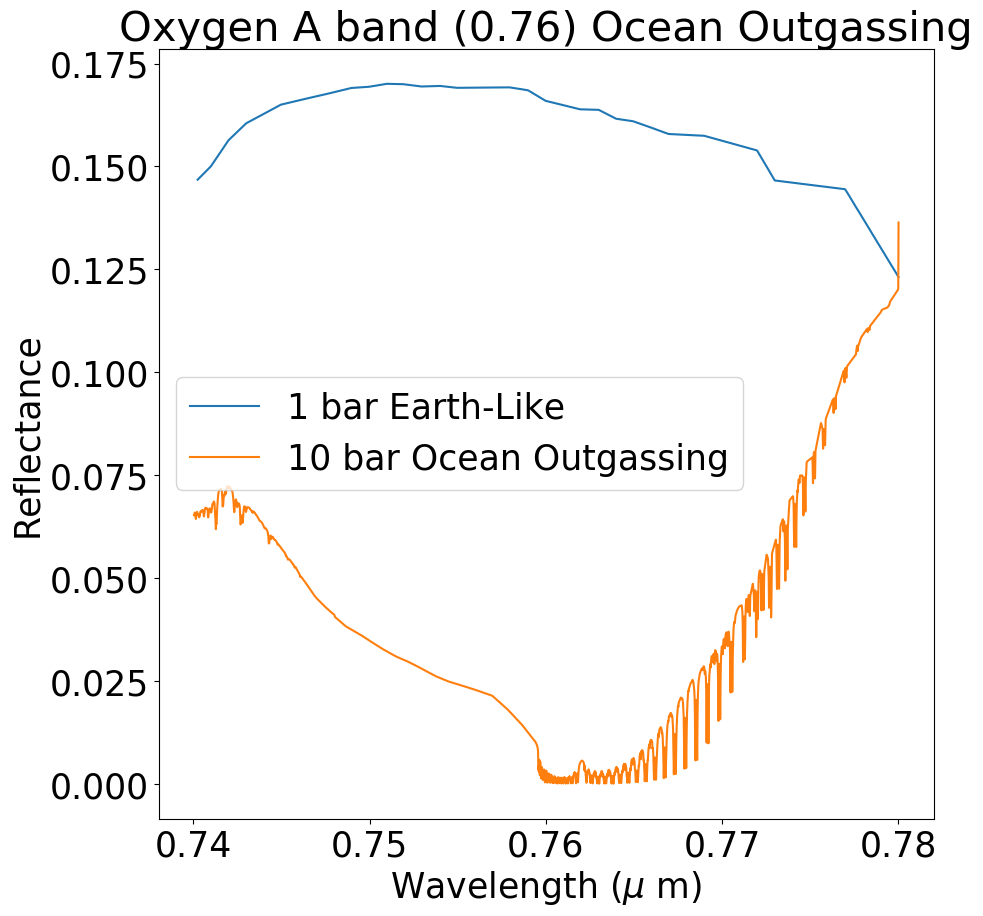 Oxygen A band (0.76) Ocean Outgassing
0.175
0.150
0.125
0.100
0.075
0.050
0.025
0.000
Reflectance
1 bar Earth-Like
10 bar Ocean Outgassing
0.74 0.75 0.76 0.77 0.78
Wavelength (μ m)